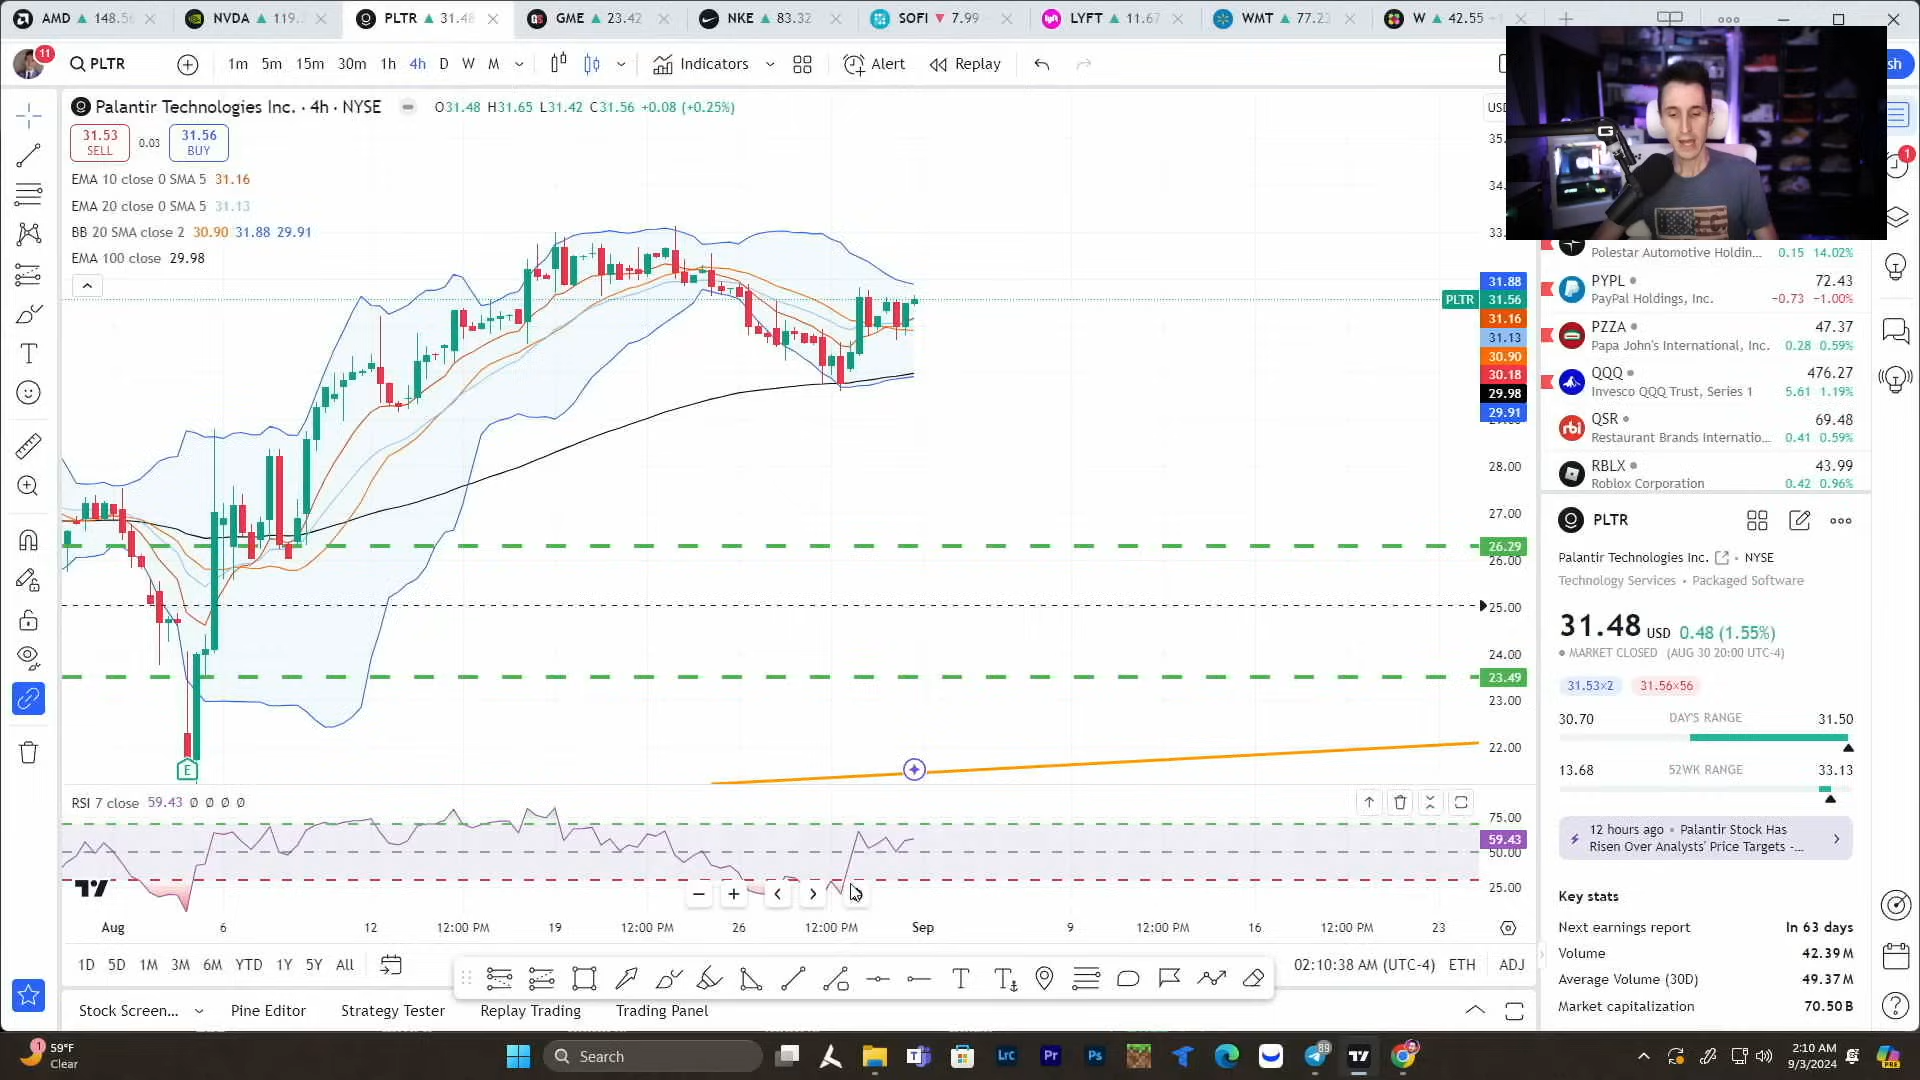 AMD ▲ 148.56
NVDA ▲ 119.
PLTR ▲ 31.48
GME ▲ 23.42
NKE ▲ 83.32
SOFI ▼ 7.99
LYFT ▲ 11.67
WMT ▲ 77.23
W ▲ 42.55
11
PLTR
1m 5m 15m 30m 1h 4h D W M
Indicators
Alert
Replay
Palantir Technologies Inc. · 4h · NYSE
O31.48 H31.65 L31.42 C31.56 +0.08 (+0.25%)
31.53
SELL
0.03
31.56
BUY
EMA 10 close 0 SMA 5 31.16
EMA 20 close 0 SMA 5 31.13
BB 20 SMA close 2 30.90 31.88 29.91
EMA 100 close 29.98
31.88
PLTR 31.56
31.16
31.13
30.90
30.18
29.98
29.91
28.00
27.00
26.29
26.00
25.00
24.00
23.49
23.00
22.00
E
RSI 7 close 59.43 Ø Ø Ø Ø
75.00
59.43
50.00
25.00
Aug 6 12 12:00 PM 19 12:00 PM 26 12:00 PM Sep 9 12:00 PM 16 12:00 PM 23
1D 5D 1M 3M 6M YTD 1Y 5Y All
02:10:38 AM (UTC-4) ETH ADJ
Stock Screen...
Pine Editor
Strategy Tester
Replay Trading
Trading Panel
Polestar Automotive Holdin... 0.15 14.02%
PYPL 72.43
PayPal Holdings, Inc. −0.73 −1.00%
PZZA 47.37
Papa John's International, Inc. 0.28 0.59%
QQQ 476.27
Invesco QQQ Trust, Series 1 5.61 1.19%
QSR 69.48
Restaurant Brands Internatio... 0.41 0.59%
RBLX 43.99
Roblox Corporation 0.42 0.96%
PLTR
Palantir Technologies Inc. • NYSE
Technology Services • Packaged Software
31.48 USD 0.48 (1.55%)
MARKET CLOSED (AUG 30 20:00 UTC-4)
31.53×2 31.56×56
30.70 DAY'S RANGE 31.50
13.68 52WK RANGE 33.13
12 hours ago • Palantir Stock Has
Risen Over Analysts' Price Targets -...
Key stats
Next earnings report In 63 days
Volume 42.39 M
Average Volume (30D) 49.37 M
Market capitalization 70.50 B
59°F
Clear
Search
2:10 AM
9/3/2024